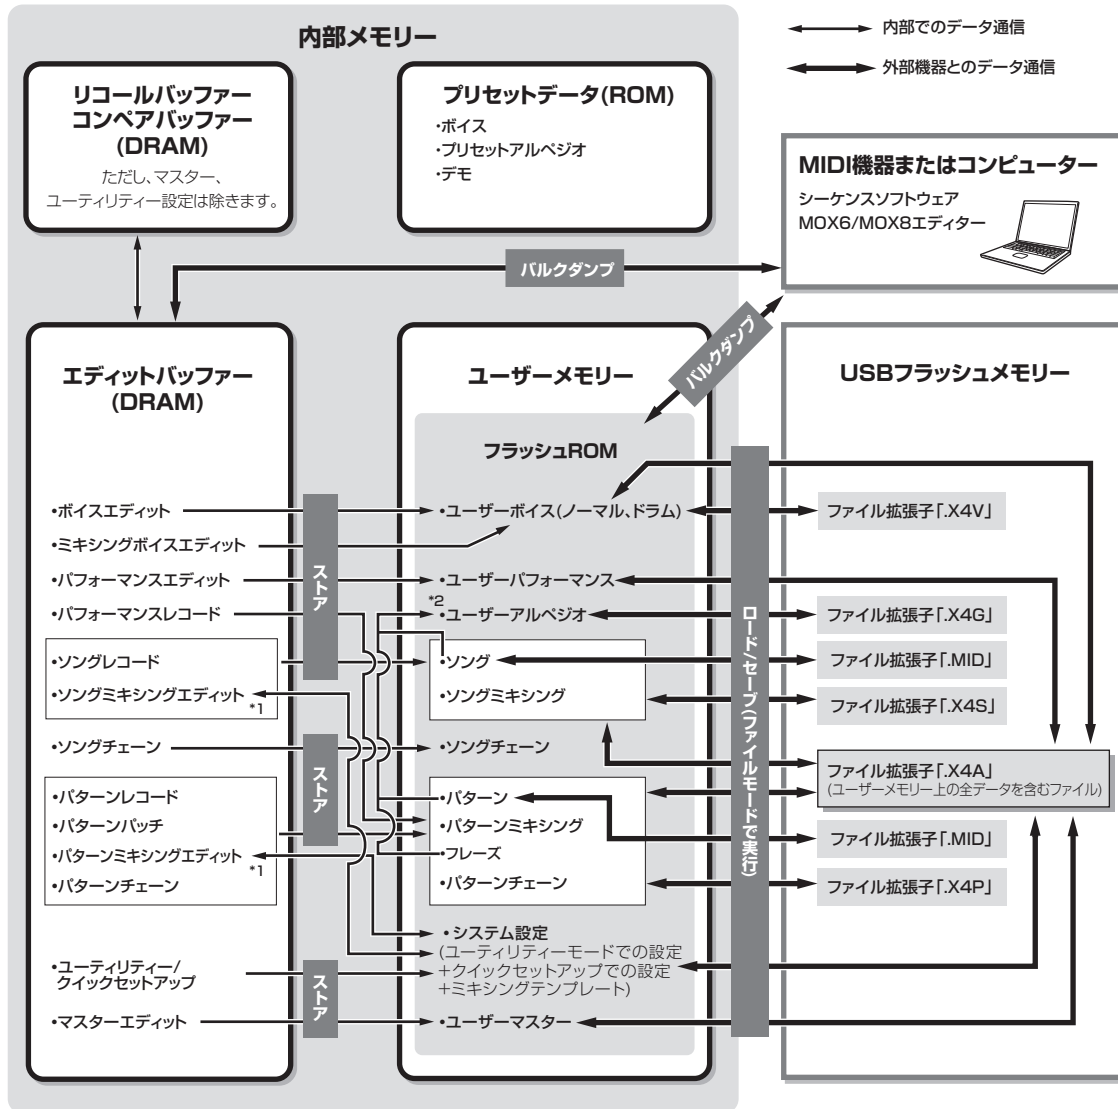 内部メモリー
内部でのデータ通信
外部機器とのデータ通信
リコールバッファー
コンペアバッファー
(DRAM)
ただし、マスター、
ユーティリティー設定は除きます。
プリセットデータ(ROM)
・ボイス
・プリセットアルペジオ
・デモ
MIDI機器またはコンピューター
シーケンスソフトウェア
MOX6/MOX8エディター
バルクダンプ
バルクダンプ
エディットバッファー
(DRAM)
・ボイスエディット
・ミキシングボイスエディット
・パフォーマンスエディット
・パフォーマンスレコード
・ソングレコード
・ソングミキシングエディット
*1
・ソングチェーン
・パターンレコード
・パターンパッチ
・パターンミキシングエディット
*1
・パターンチェーン
・ユーティリティー/
クイックセットアップ
・マスターエディット
ストア
ストア
ストア
ユーザーメモリー
フラッシュROM
・ユーザーボイス(ノーマル、ドラム)
・ユーザーパフォーマンス
*2
・ユーザーアルペジオ
・ソング
・ソングミキシング
・ソングチェーン
・パターン
・パターンミキシング
・フレーズ
・パターンチェーン
・システム設定
(ユーティリティーモードでの設定
+クイックセットアップでの設定
+ミキシングテンプレート)
・ユーザーマスター
ロード/セーブ(ファイルモードで実行)
USBフラッシュメモリー
ファイル拡張子「.X4V」
ファイル拡張子「.X4G」
ファイル拡張子「.MID」
ファイル拡張子「.X4S」
ファイル拡張子「.X4A」
(ユーザーメモリー上の全データを含むファイル)
ファイル拡張子「.MID」
ファイル拡張子「.X4P」